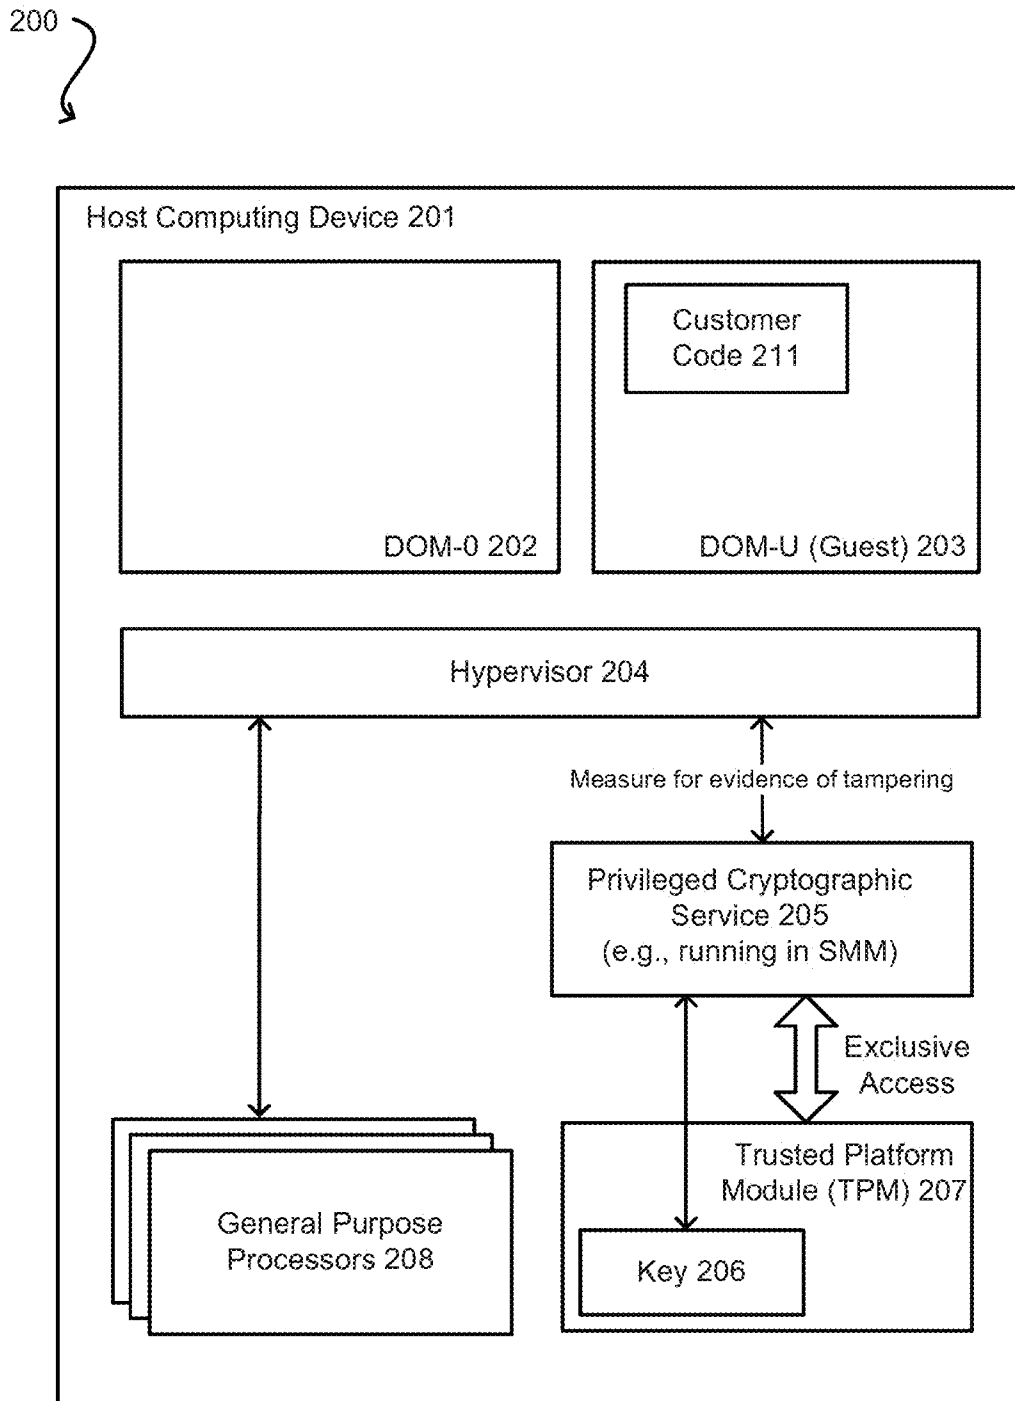 200
Host Computing Device 201
Customer
Code 211
DOM-0 202
DOM-U (Guest) 203
Hypervisor 204
Measure for evidence of tampering
Privileged Cryptographic
Service 205
(e.g., running in SMM)
Exclusive
Access
Trusted Platform
Module (TPM) 207
General Purpose
Processors 208
Key 206